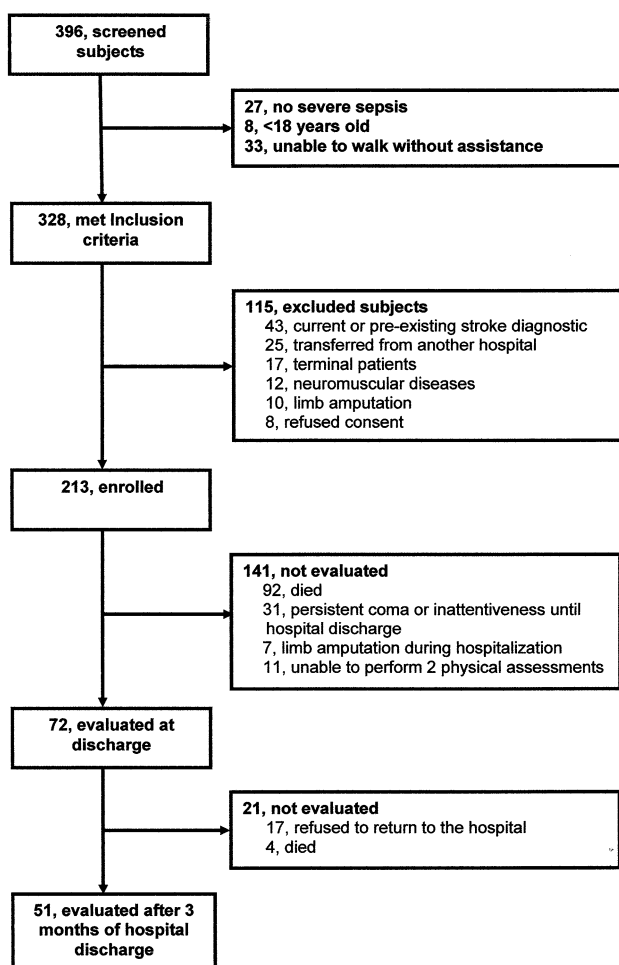 396, screened
subjects
27, no severe sepsis
8, <18 years old
33, unable to walk without assistance
328, met Inclusion
criteria
115, excluded subjects
43, current or pre-existing stroke diagnostic
25, transferred from another hospital
17, terminal patients
12, neuromuscular diseases
10, limb amputation
8, refused consent
213, enrolled
141, not evaluated
92, died
31, persistent coma or inattentiveness until
hospital discharge
7, limb amputation during hospitalization
11, unable to perform 2 physical assessments
72, evaluated at
discharge
21, not evaluated
17, refused to return to the hospital
4, died
51, evaluated after 3
months of hospital
discharge